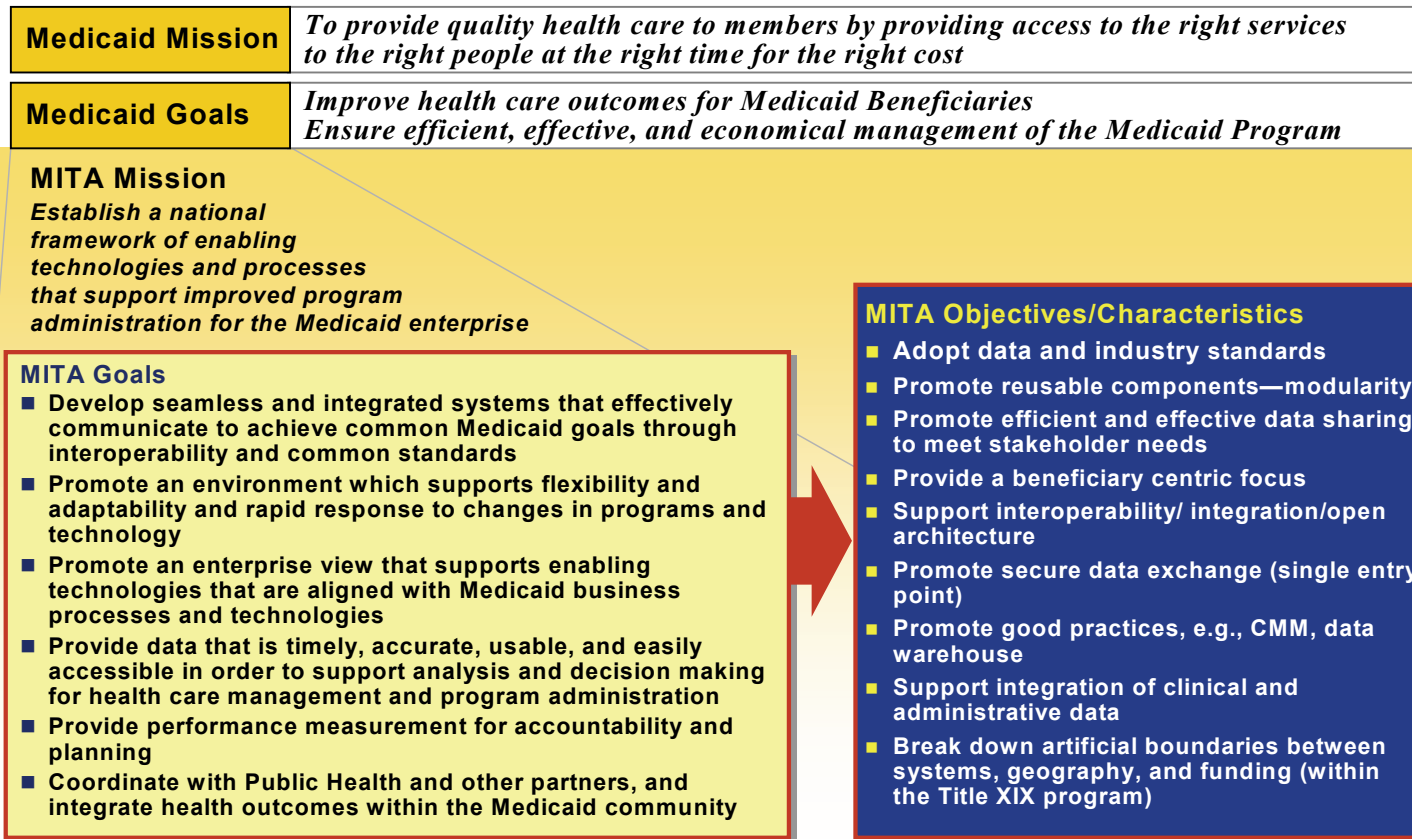 Medicaid Mission
To provide quality health care to members by providing access to the right services
to the right people at the right time for the right cost
Medicaid Goals
Improve health care outcomes for Medicaid Beneficiaries
Ensure efficient, effective, and economical management of the Medicaid Program
MITA Mission
Establish a national
framework of enabling
technologies and processes
that support improved program
administration for the Medicaid enterprise
MITA Goals
■ Develop seamless and integrated systems that effectively
communicate to achieve common Medicaid goals through
interoperability and common standards
■ Promote an environment which supports flexibility and
adaptability and rapid response to changes in programs and
technology
■ Promote an enterprise view that supports enabling
technologies that are aligned with Medicaid business
processes and technologies
■ Provide data that is timely, accurate, usable, and easily
accessible in order to support analysis and decision making
for health care management and program administration
■ Provide performance measurement for accountability and
planning
■ Coordinate with Public Health and other partners, and
integrate health outcomes within the Medicaid community
MITA Objectives/Characteristics
■ Adopt data and industry standards
■ Promote reusable components—modularity
■ Promote efficient and effective data sharing
to meet stakeholder needs
■ Provide a beneficiary centric focus
■ Support interoperability/ integration/open
architecture
■ Promote secure data exchange (single entry
point)
■ Promote good practices, e.g., CMM, data
warehouse
■ Support integration of clinical and
administrative data
■ Break down artificial boundaries between
systems, geography, and funding (within
the Title XIX program)